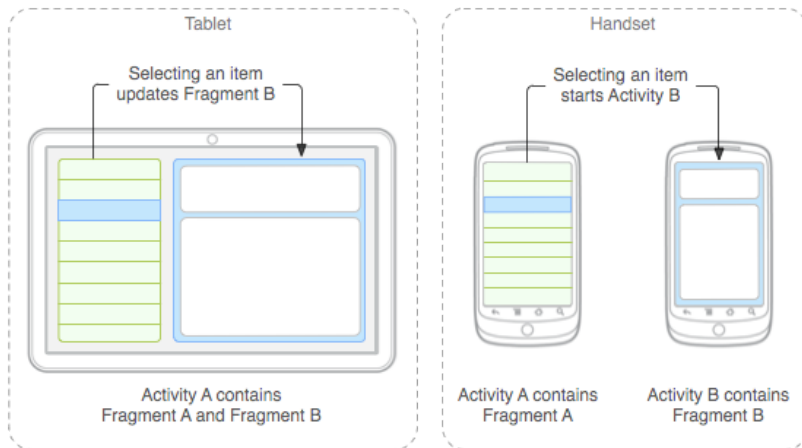 Tablet
Selecting an item
updates Fragment B
Activity A contains
Fragment A and Fragment B
Handset
Selecting an item
starts Activity B
Activity A contains
Fragment A
Activity B contains
Fragment B